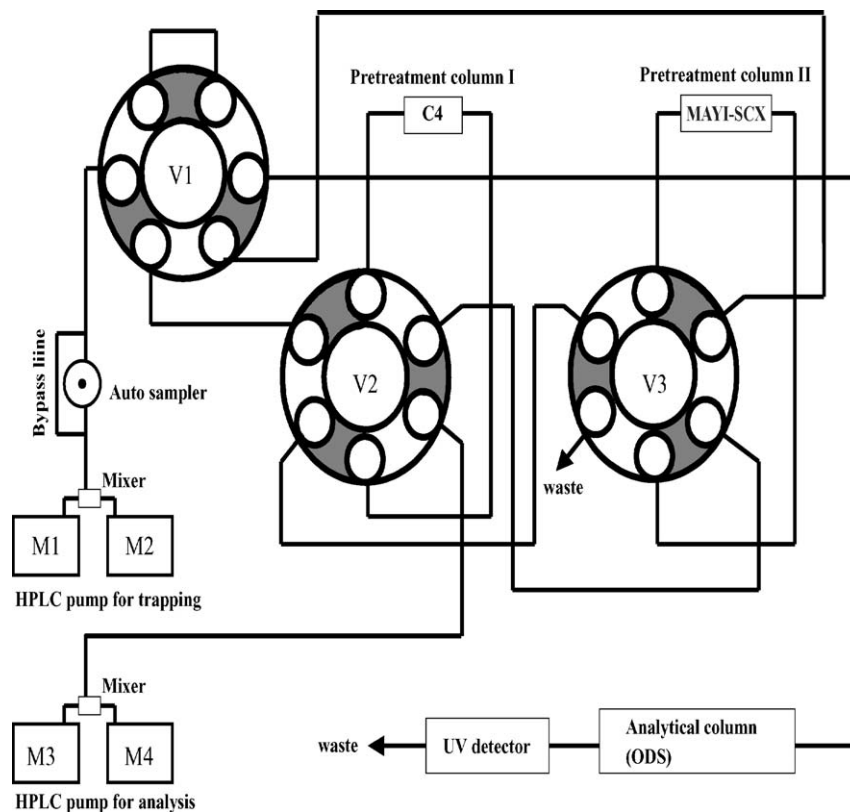 Pretreatment column I
Pretreatment column II
C4
MAYI-SCX
V1
V2
V3
Bypass liine
Auto sampler
waste
Mixer
M1
M2
HPLC pump for trapping
Mixer
M3
M4
HPLC pump for analysis
waste
UV detector
Analytical column
(ODS)